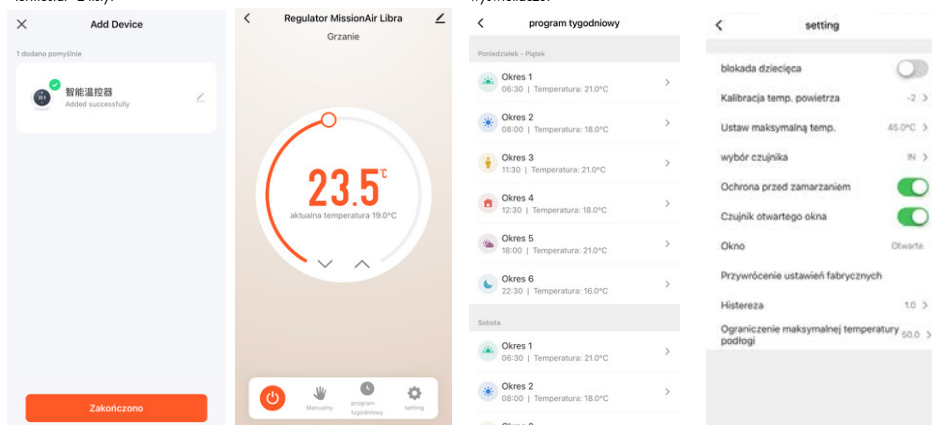 Add Device
1 dodano pomyślnie
智能温控器
Added successfully
Zakończono
Regulator MissionAir Libra
Grzanie
23.5℃
aktualna temperatura 19.0°C
Manualny
program
tygodniowy
setting
program tygodniowy
Poniedziałek - Piątek
Okres 1
06:30 | Temperatura: 21.0°C
Okres 2
08:00 | Temperatura: 18.0°C
Okres 3
11:30 | Temperatura: 21.0°C
Okres 4
12:30 | Temperatura: 18.0°C
Okres 5
18:00 | Temperatura: 21.0°C
Okres 6
22:30 | Temperatura: 16.0°C
Sobota
Okres 1
06:30 | Temperatura: 21.0°C
Okres 2
08:00 | Temperatura: 18.0°C
setting
blokada dziecięca
Kalibracja temp. powietrza -2
Ustaw maksymalną temp. 45.0°C
wybór czujnika IN
Ochrona przed zamarzaniem
Czujnik otwartego okna
Okno Otwarte
Przywrócenie ustawień fabrycznych
Histereza 1.0
Ograniczenie maksymalnej temperatury 50.0
podłogi